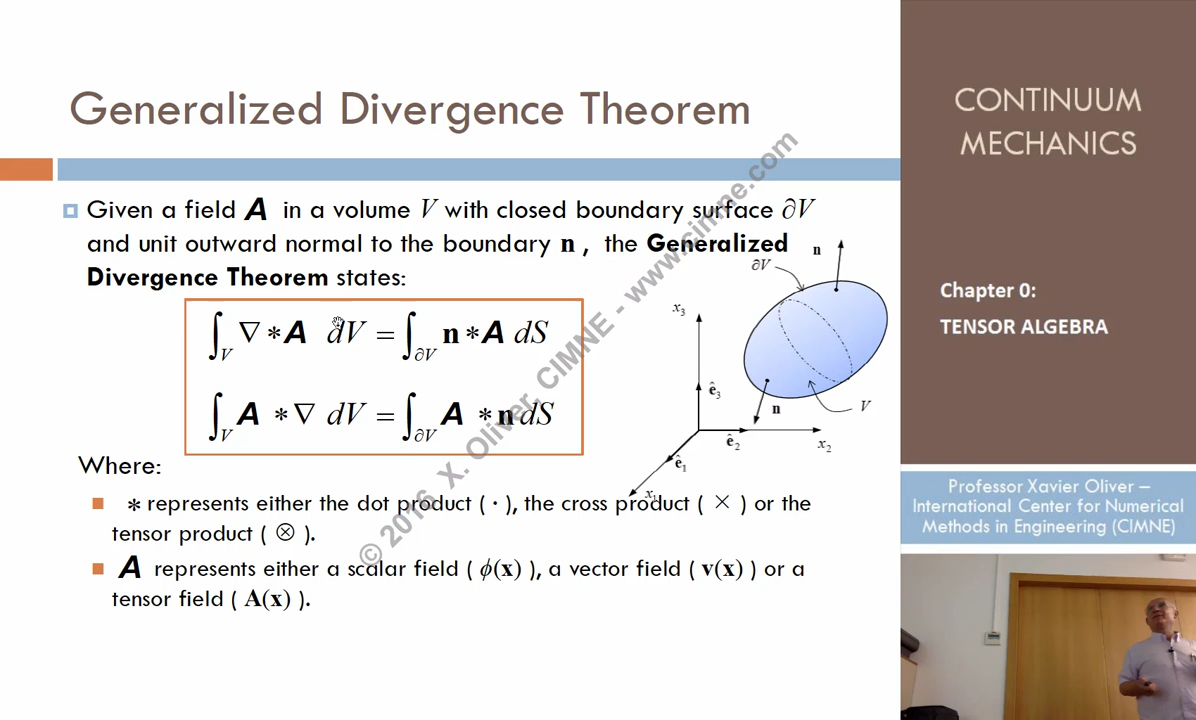 Generalized Divergence Theorem
Given a field A in a volume V with closed boundary surface ∂V
and unit outward normal to the boundary n , the Generalized
Divergence Theorem states:
∫_V ∇ * A dV = ∫_∂V n * A dS
∫_V A * ∇ dV = ∫_∂V A * n dS
Where:
* represents either the dot product ( · ), the cross product ( × ) or the
tensor product ( ⊗ ).
A represents either a scalar field ( ϕ(x) ), a vector field ( v(x) ) or a
tensor field ( A(x) ).
n
∂V
x₃
ê₃
n
V
ê₂
x₂
ê₁
x₁
© 2016 X. Oliver, CIMNE - www.cimne.com
CONTINUUM
MECHANICS
Chapter 0:
TENSOR ALGEBRA
Professor Xavier Oliver –
International Center for Numerical
Methods in Engineering (CIMNE)